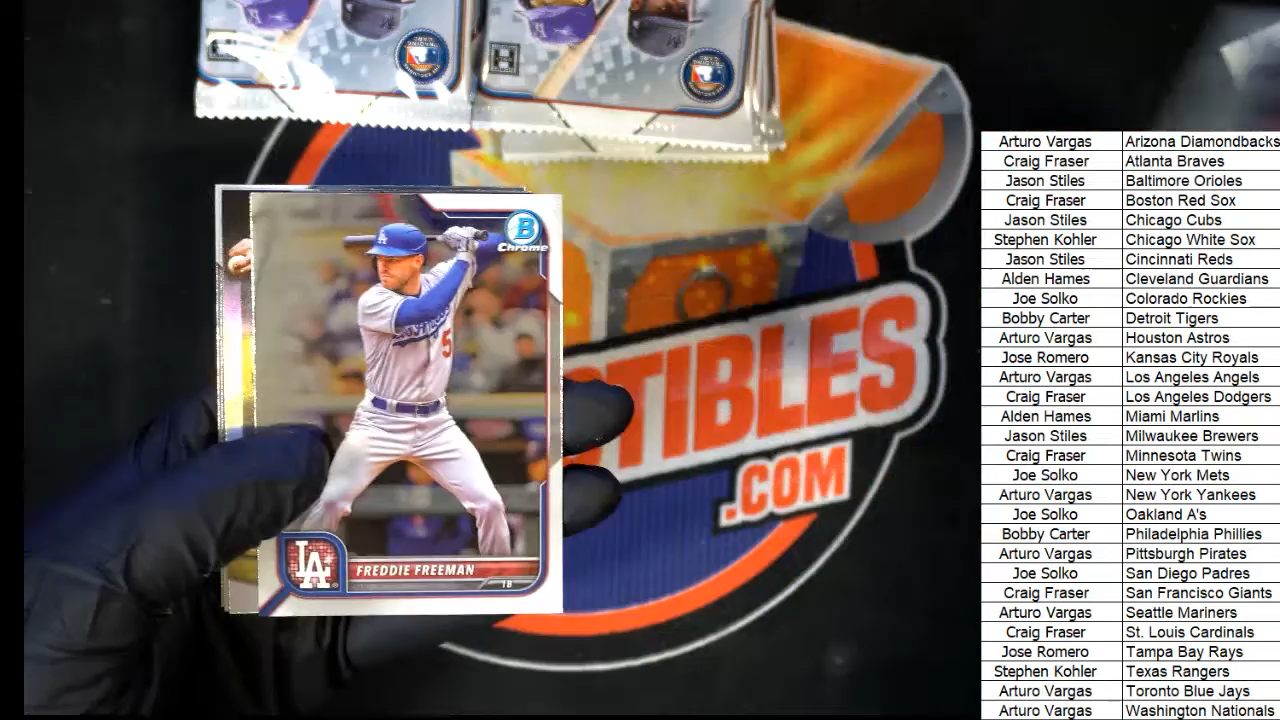 B
Chrome
LA
5
LA
FREDDIE FREEMAN
1B
TIBLES
.COM
Arturo Vargas Arizona Diamondbacks
Craig Fraser Atlanta Braves
Jason Stiles Baltimore Orioles
Craig Fraser Boston Red Sox
Jason Stiles Chicago Cubs
Stephen Kohler Chicago White Sox
Jason Stiles Cincinnati Reds
Alden Hames Cleveland Guardians
Joe Solko Colorado Rockies
Bobby Carter Detroit Tigers
Arturo Vargas Houston Astros
Jose Romero Kansas City Royals
Arturo Vargas Los Angeles Angels
Craig Fraser Los Angeles Dodgers
Alden Hames Miami Marlins
Jason Stiles Milwaukee Brewers
Craig Fraser Minnesota Twins
Joe Solko New York Mets
Arturo Vargas New York Yankees
Joe Solko Oakland A's
Bobby Carter Philadelphia Phillies
Arturo Vargas Pittsburgh Pirates
Joe Solko San Diego Padres
Craig Fraser San Francisco Giants
Arturo Vargas Seattle Mariners
Craig Fraser St. Louis Cardinals
Jose Romero Tampa Bay Rays
Stephen Kohler Texas Rangers
Arturo Vargas Toronto Blue Jays
Arturo Vargas Washington Nationals